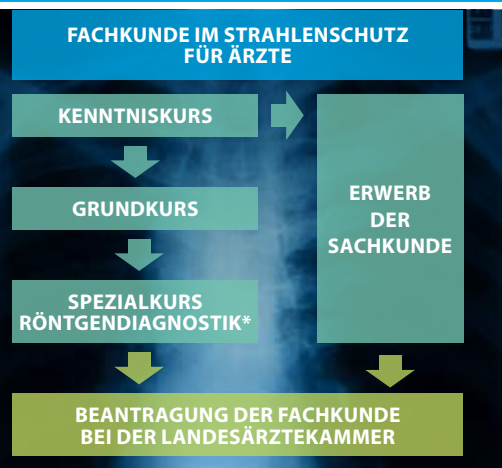 FACHKUNDE IM STRAHLENSCHUTZ
FÜR ÄRZTE
KENNTNISKURS
GRUNDKURS
SPEZIALKURS
RÖNTGENDIAGNOSTIK*
ERWERB
DER
SACHKUNDE
BEANTRAGUNG DER FACHKUNDE
BEI DER LANDESÄRZTEKAMMER